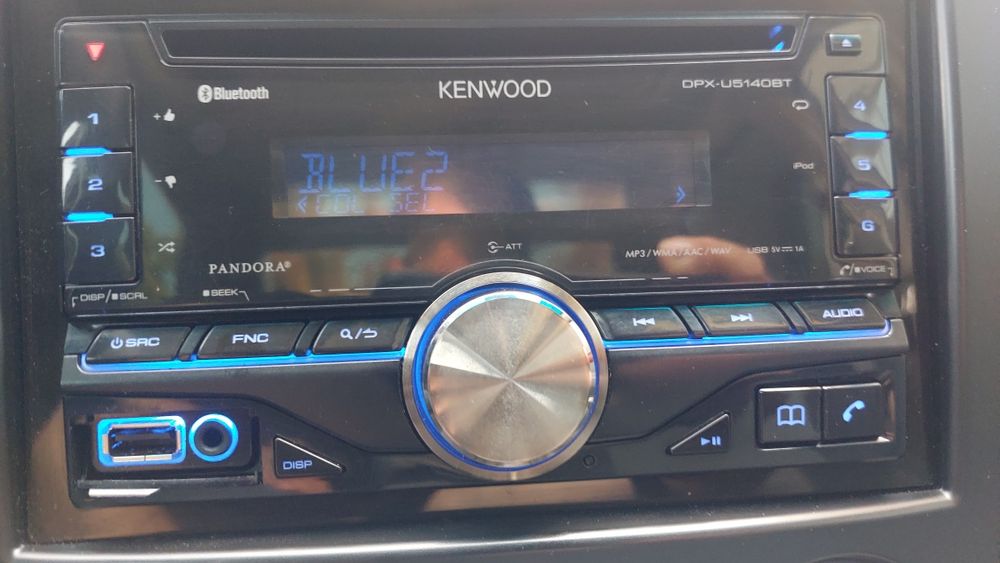 Bluetooth
KENWOOD
DPX-U5140BT
1
4
BLUE2
iPod
5
2
COL SEL
6
3
ATT
MP3/WMA/AAC/WAV
USB 5V 1A
PANDORA®
VOICE
DISP/SCRL
SEEK
SRC
FNC
AUDIO
DISP